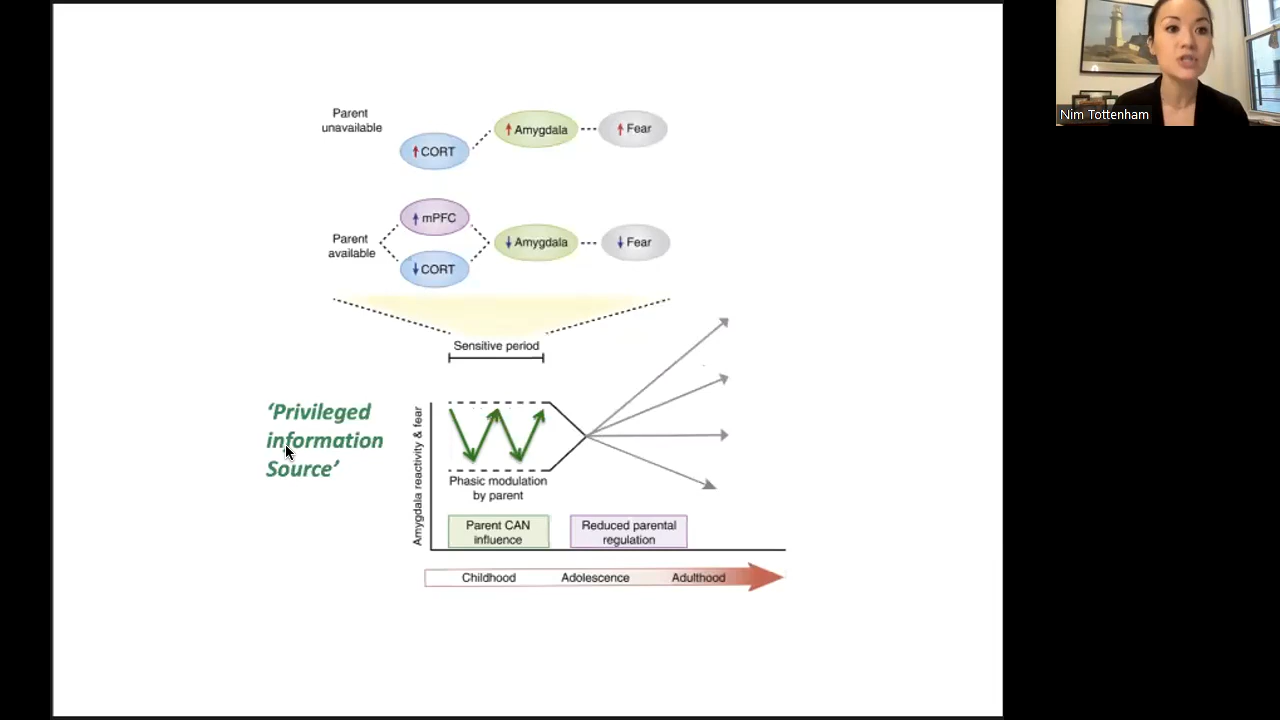 Nim Tottenham
Parent
unavailable
↑CORT
↑Amygdala
↑Fear
Parent
available
↑mPFC
↓CORT
↓Amygdala
↓Fear
Sensitive period
‘Privileged
information
Source’
Amygdala reactivity & fear
Phasic modulation
by parent
Parent CAN
influence
Reduced parental
regulation
Childhood
Adolescence
Adulthood